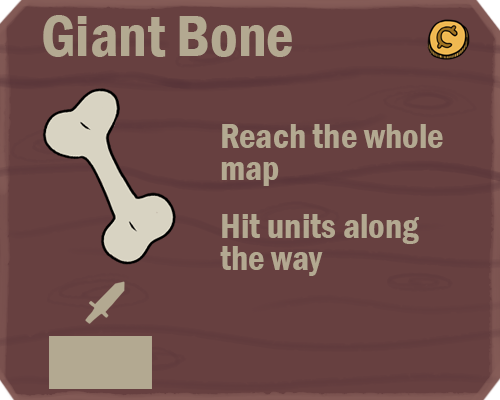 Giant Bone
C
Reach the whole
map
Hit units along
the way